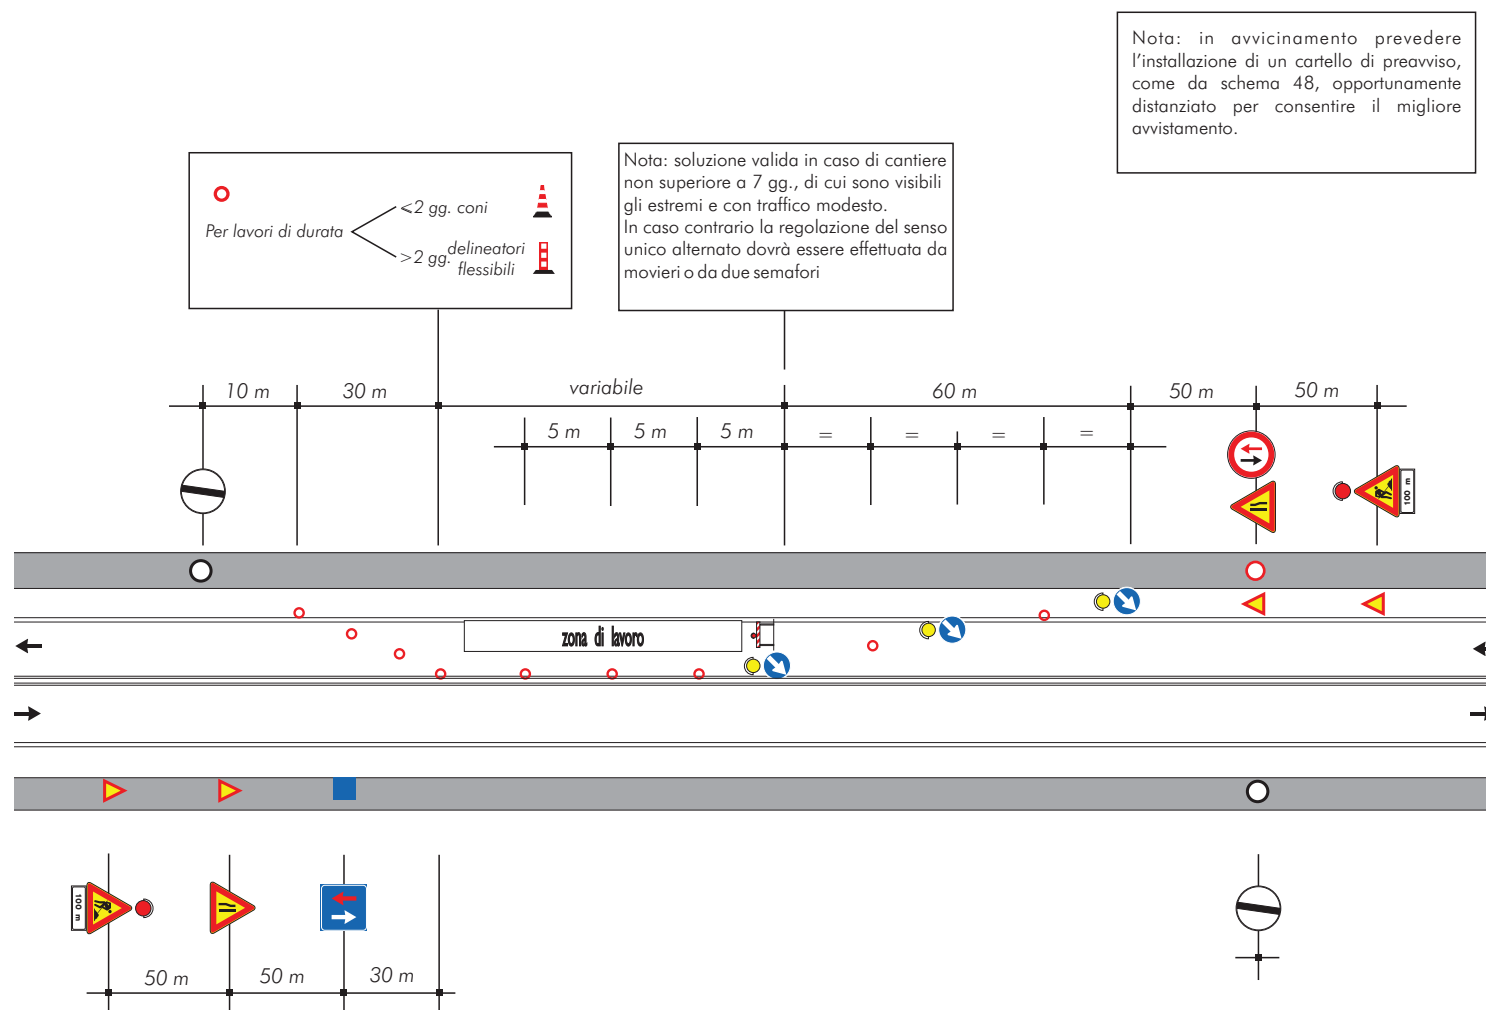 Nota: in avvicinamento prevedere
l'installazione di un cartello di preavviso,
come da schema 48, opportunamente
distanziato per consentire il migliore
avvistamento.
Per lavori di durata
<2 gg. coni
>2 gg. delineatori
flessibili
Nota: soluzione valida in caso di cantiere
non superiore a 7 gg., di cui sono visibili
gli estremi e con traffico modesto.
In caso contrario la regolazione del senso
unico alternato dovrà essere effettuata da
movieri o da due semafori
10 m 30 m variabile 60 m 50 m 50 m
5 m 5 m 5 m = = = =
100 m
zona di lavoro
100 m
50 m 50 m 30 m